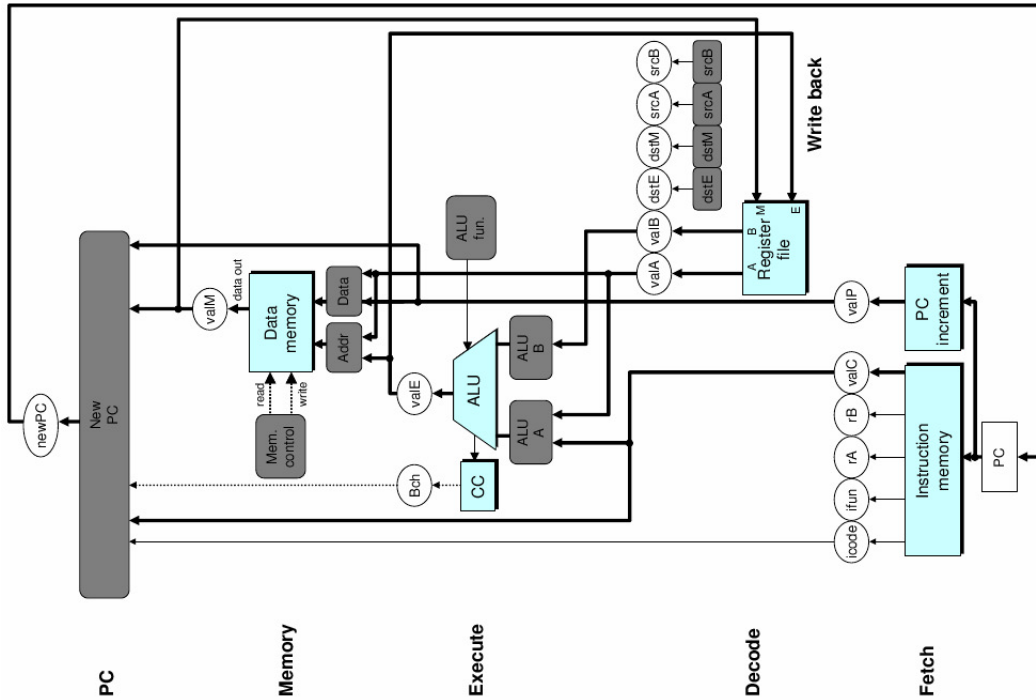 newPC
PC
New
PC
valM
data out
read
write
Mem.
control
Memory
Data
memory
Addr
Data
valE
Bch
Execute
CC
ALU
ALU
fun.
ALU
A
ALU
B
valA
valB
dstE
dstM
srcA
srcB
dstE
dstM
srcA
srcB
Decode
A
B
M
Register
file
E
Write back
icode
ifun
rA
rB
valC
valP
Fetch
Instruction
memory
PC
increment
PC